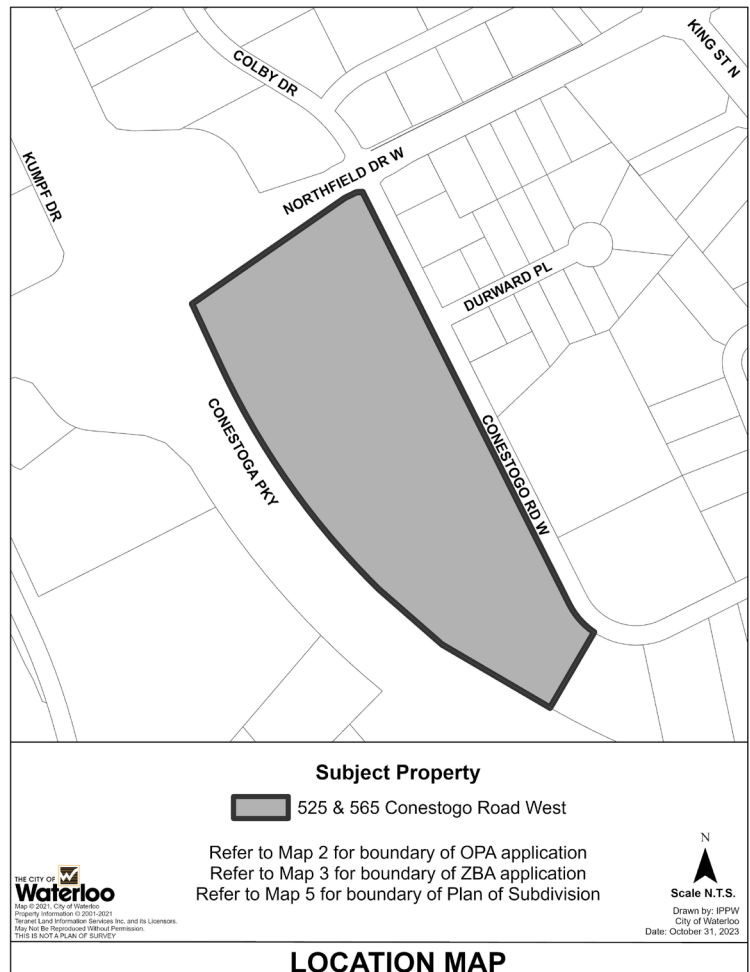 KING ST N
COLBY DR
KUMPF DR
NORTHFIELD DR W
DURWARD PL
CONESTOGA PKY
CONESTOGO RD W
Subject Property
525 & 565 Conestogo Road West
Refer to Map 2 for boundary of OPA application
Refer to Map 3 for boundary of ZBA application
Refer to Map 5 for boundary of Plan of Subdivision
THE CITY OF
Waterloo
Map © 2021, City of Waterloo
Property Information © 2001-2021
Teranet Land Information Services Inc. and its Licensors.
May Not Be Reproduced Without Permission.
THIS IS NOT A PLAN OF SURVEY
N
Scale N.T.S.
Drawn by: IPPW
City of Waterloo
Date: October 31, 2023
LOCATION MAP